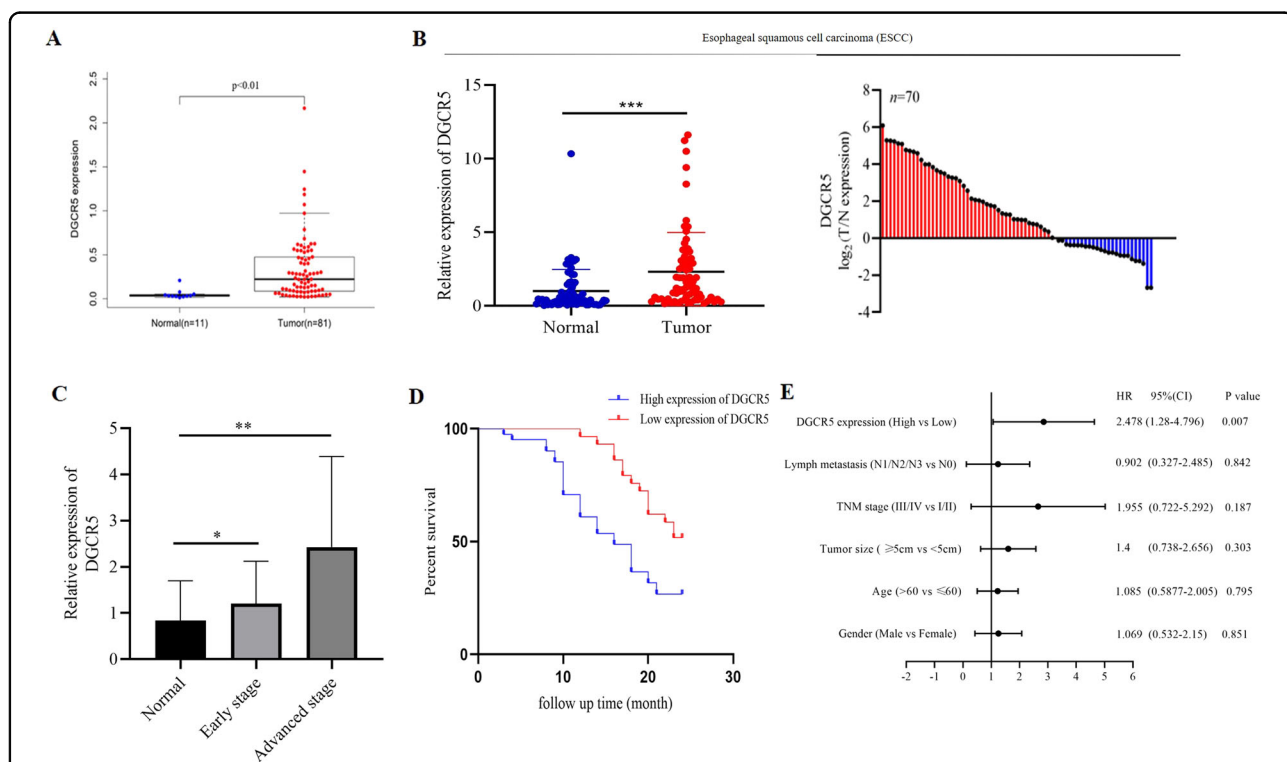 A
DGCR5 expression
2.5
2.0
1.5
1.0
0.5
0.0
p<0.01
Normal(n=11)
Tumor(n=81)
B
Esophageal squamous cell carcinoma (ESCC)
Relative expression of DGCR5
15
10
5
0
***
Normal
Tumor
DGCR5
log2(T/N expression)
n=70
8
6
4
2
0
-2
-4
C
Relative expression of
DGCR5
5
4
3
2
1
0
*
**
Normal
Early stage
Advanced stage
D
High expression of DGCR5
Low expression of DGCR5
Percent survival
100
50
0
0
10
20
30
follow up time (month)
E
HR 95%(CI) P value
DGCR5 expression (High vs Low) 2.478 (1.28-4.796) 0.007
Lymph metastasis (N1/N2/N3 vs N0) 0.902 (0.327-2.485) 0.842
TNM stage (III/IV vs I/II) 1.955 (0.722-5.292) 0.187
Tumor size ( ≥5cm vs <5cm) 1.4 (0.738-2.656) 0.303
Age (>60 vs ≤60) 1.085 (0.5877-2.005) 0.795
Gender (Male vs Female) 1.069 (0.532-2.15) 0.851
-2 -1 0 1 2 3 4 5 6